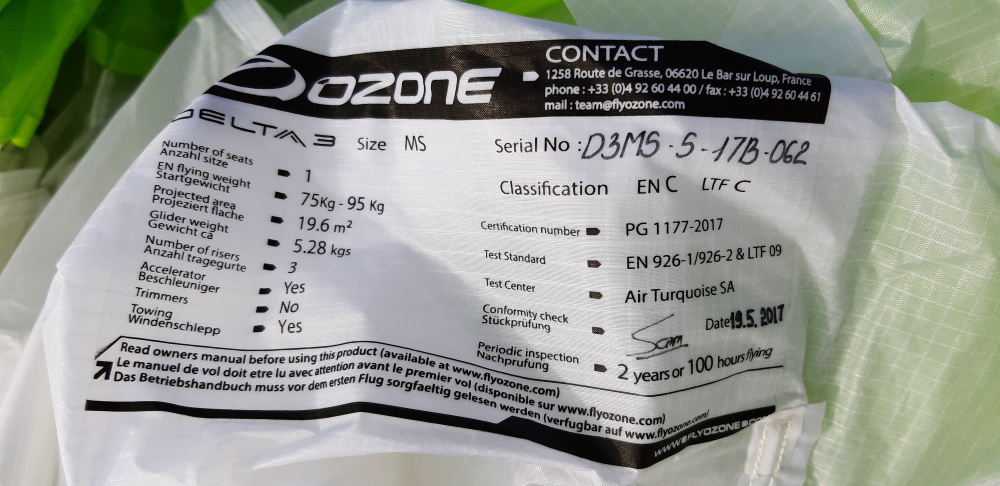 OZONE
CONTACT
1258 Route de Grasse, 06620 Le Bar sur Loup, France
phone : +33 (0)4 92 60 44 00 / fax : +33 (0)4 92 60 44 61
mail : team@flyozone.com
DELTA 3 Size MS
Serial No : D3MS-S-17B-062
Classification EN C LTF C
Number of seats
Anzahl sitze
1
EN flying weight
Startgewicht
75Kg - 95 Kg
Projected area
Projeziert flache
19.6 m²
Glider weight
Gewicht ca
5.28 kgs
Number of risers
Anzahl tragegurte
3
Accelerator
Beschleuniger
Yes
Trimmers
No
Towing
Windenschlepp
Yes
Certification number PG 1177-2017
Test Standard EN 926-1/926-2 & LTF 09
Test Center Air Turquoise SA
Conformity check
Stückprüfung
Date 19.5.2017
Periodic inspection
Nachprufung
2 years or 100 hours flying
Read owners manual before using this product (available at www.flyozone.com)
Le manuel de vol doit etre lu avec attention avant le premier vol (disponible sur www.flyozone.com)
Das Betriebshandbuch muss vor dem ersten Flug sorgfaeltig gelesen werden (verfugbar auf www.flyozone.com)